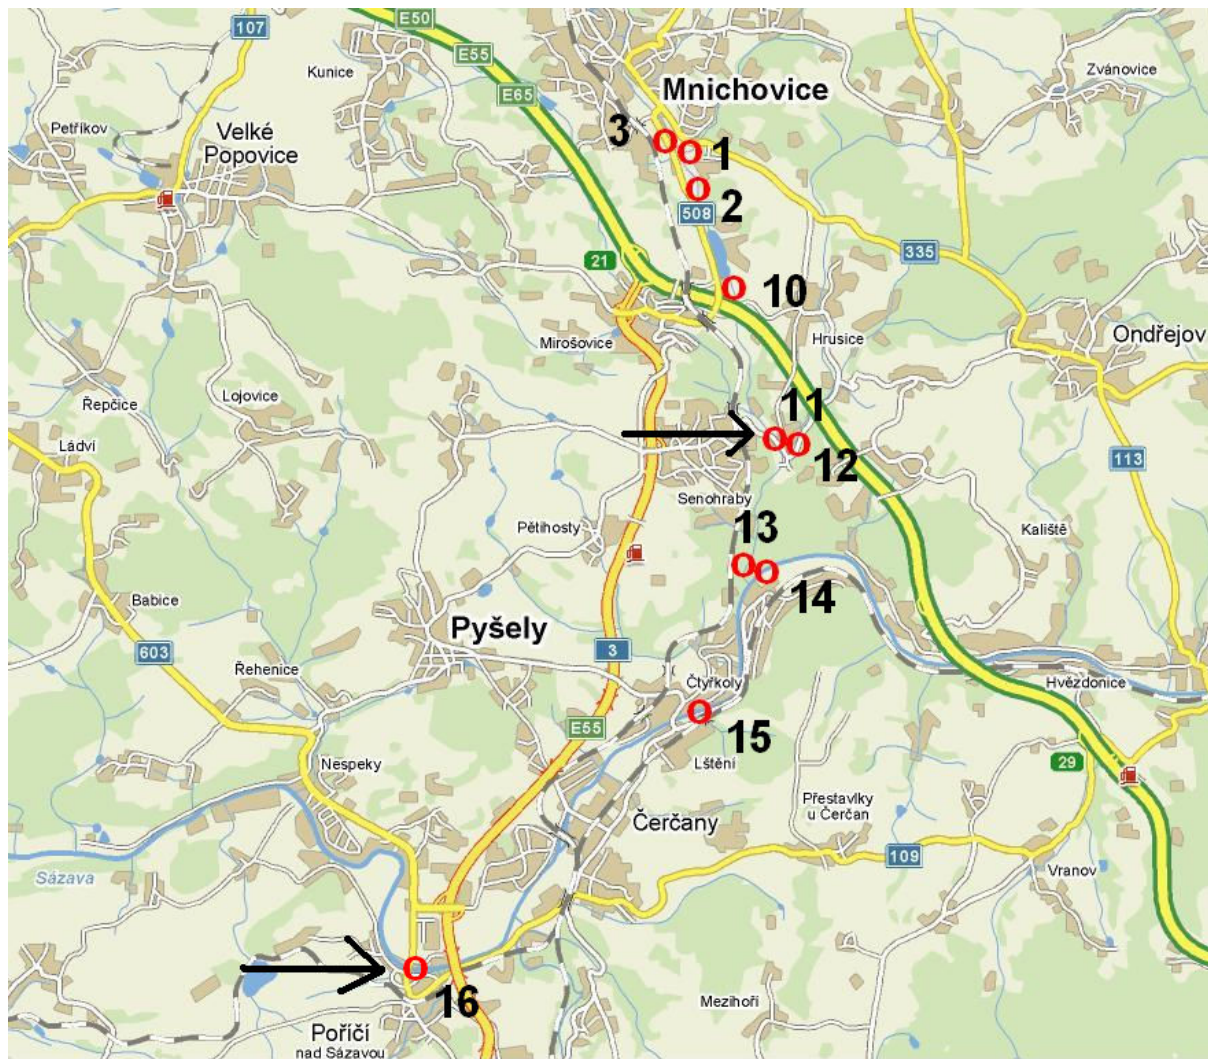 E50
107
E55
Kunice
E65
Mnichovice
Zvánovice
Petříkov
Velké
Popovice
3
1
2
508
335
21
10
Hrusice
Ondřejov
Mirošovice
Řepčice
Lojovice
11
Ládví
12
113
Senohraby
Pětihosty
13
Kaliště
Babice
14
Pyšely
603
3
Řehenice
Čtyřkoly
Hvězdonice
E55
15
Nespeky
Lštění
29
Přestavlky
u Čerčan
Čerčany
109
Sázava
Vranov
16
Mezihoří
Poříčí
nad Sázavou